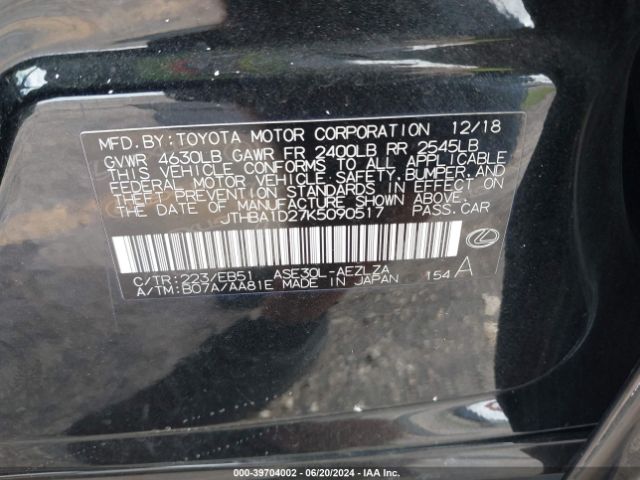 MFD. BY: TOYOTA MOTOR CORPORATION 12/18
GVWR 4630LB GAWR FR 2400LB RR 2545LB
THIS VEHICLE CONFORMS TO ALL APPLICABLE
FEDERAL MOTOR VEHICLE SAFETY, BUMPER, AND
THEFT PREVENTION STANDARDS IN EFFECT ON
THE DATE OF MANUFACTURE SHOWN ABOVE.
JTHBA1D27K5090517 PASS. CAR
C/TR: 223/EB51 ASE30L-AEZLZA
A/TM: B07A/AA81E MADE IN JAPAN 154 A
000-39704002 - 06/20/2024 - IAA Inc.